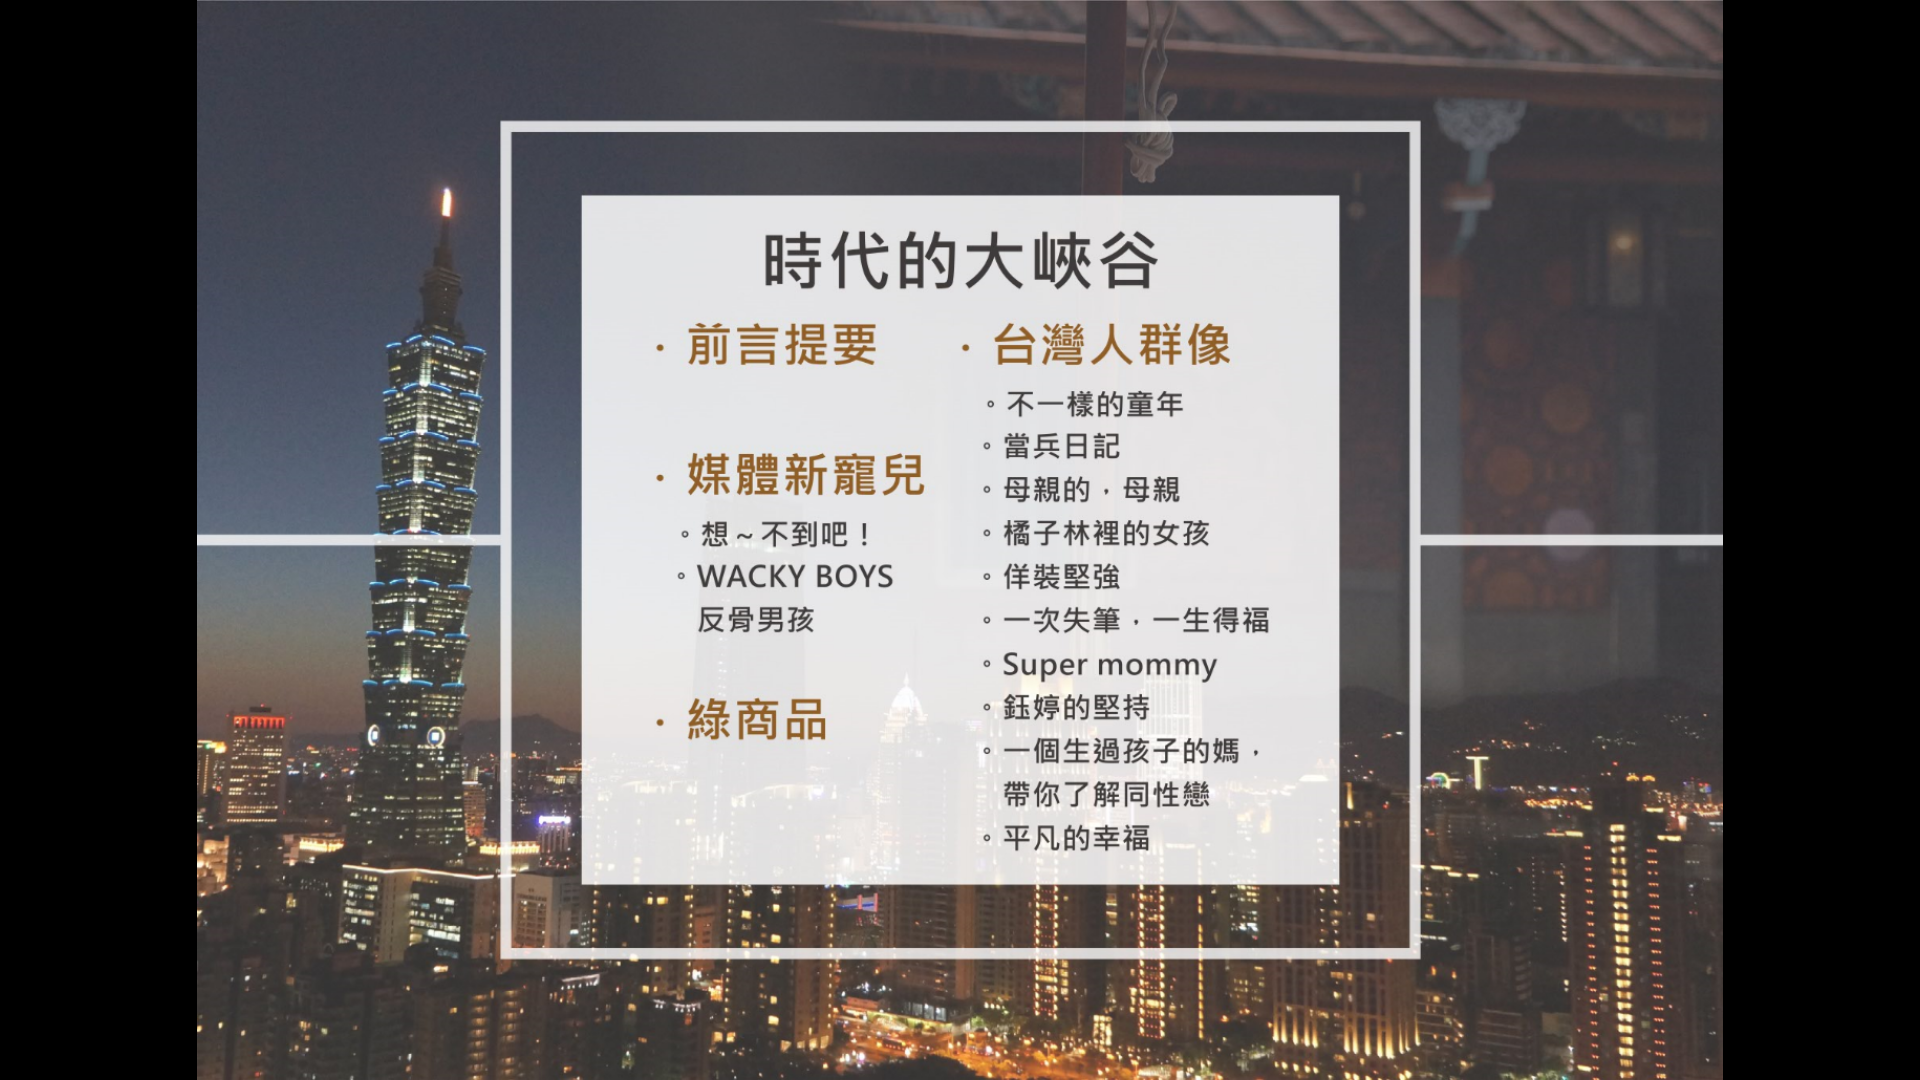 時代的大峽谷
· 前言提要
· 媒體新寵兒
。想～不到吧！
。WACKY BOYS
反骨男孩
· 綠商品
· 台灣人群像
。不一樣的童年
。當兵日記
。母親的，母親
。橘子林裡的女孩
。佯裝堅強
。一次失筆，一生得福
。Super mommy
。鈺婷的堅持
。一個生過孩子的媽，
帶你了解同性戀
。平凡的幸福